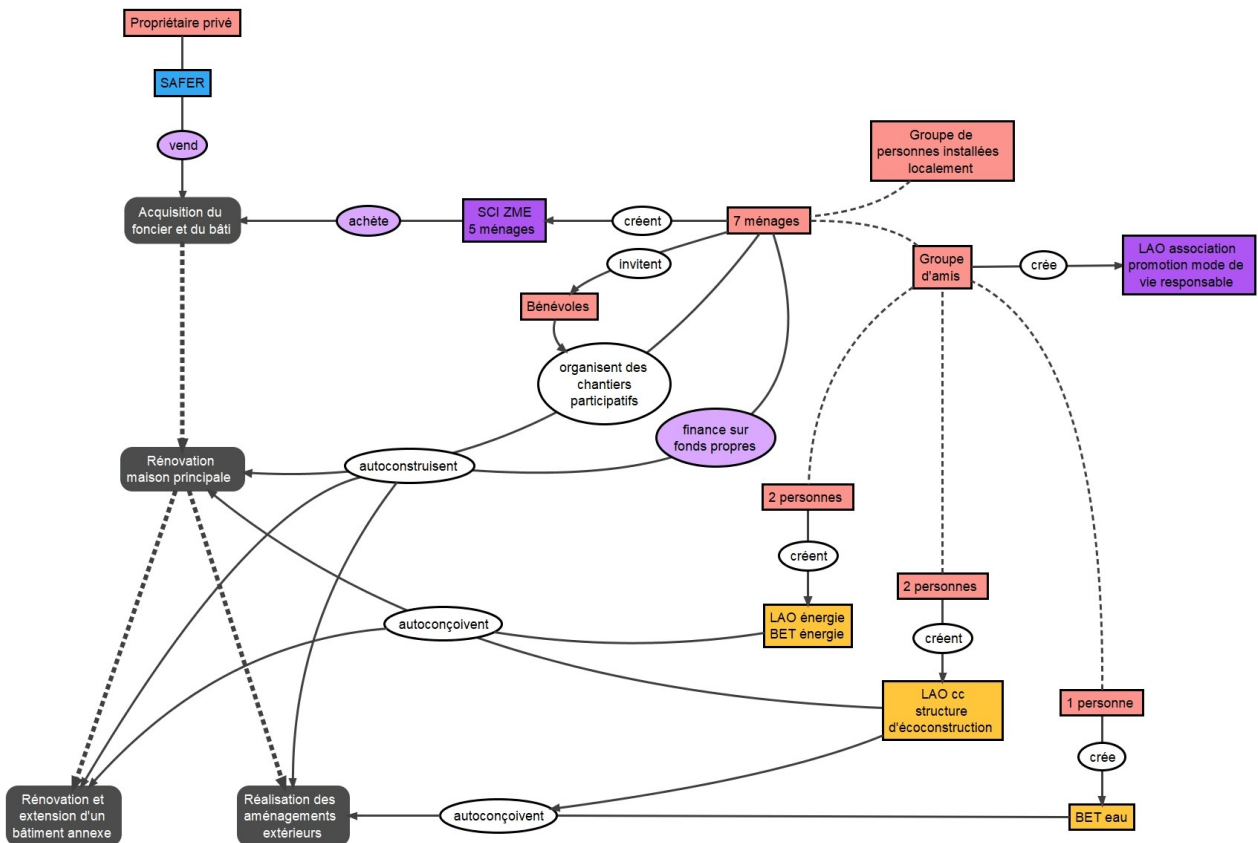 Propriétaire privé
SAFER
vend
Groupe de
personnes installées
localement
Acquisition du
foncier et du bâti
achète
SCI ZME
5 ménages
créent
7 ménages
Groupe
d'amis
crée
LAO association
promotion mode de
vie responsable
invitent
Bénévoles
organisent des
chantiers
participatifs
finance sur
fonds propres
Rénovation
maison principale
autoconstruisent
2 personnes
créent
2 personnes
LAO énergie
BET énergie
autoconçoivent
créent
LAO cc
structure
d'écoconstruction
1 personne
crée
Rénovation et
extension d'un
bâtiment annexe
Réalisation des
aménagements
extérieurs
autoconçoivent
BET eau